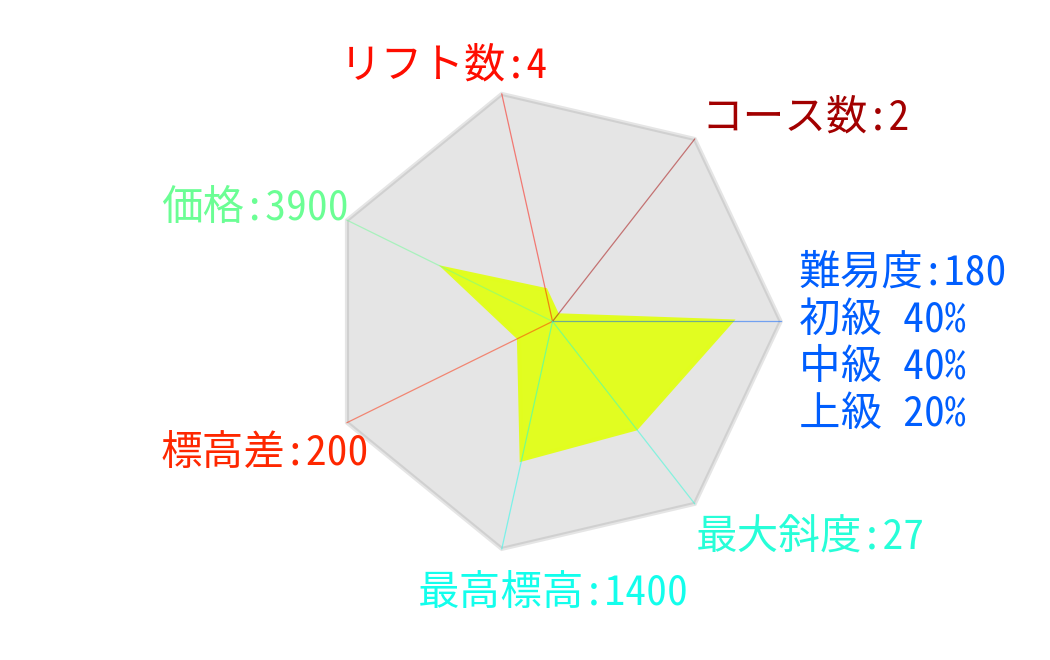 リフト数:4
コース数:2
価格:3900
難易度:180
初級 40%
中級 40%
上級 20%
標高差:200
最大斜度:27
最高標高:1400